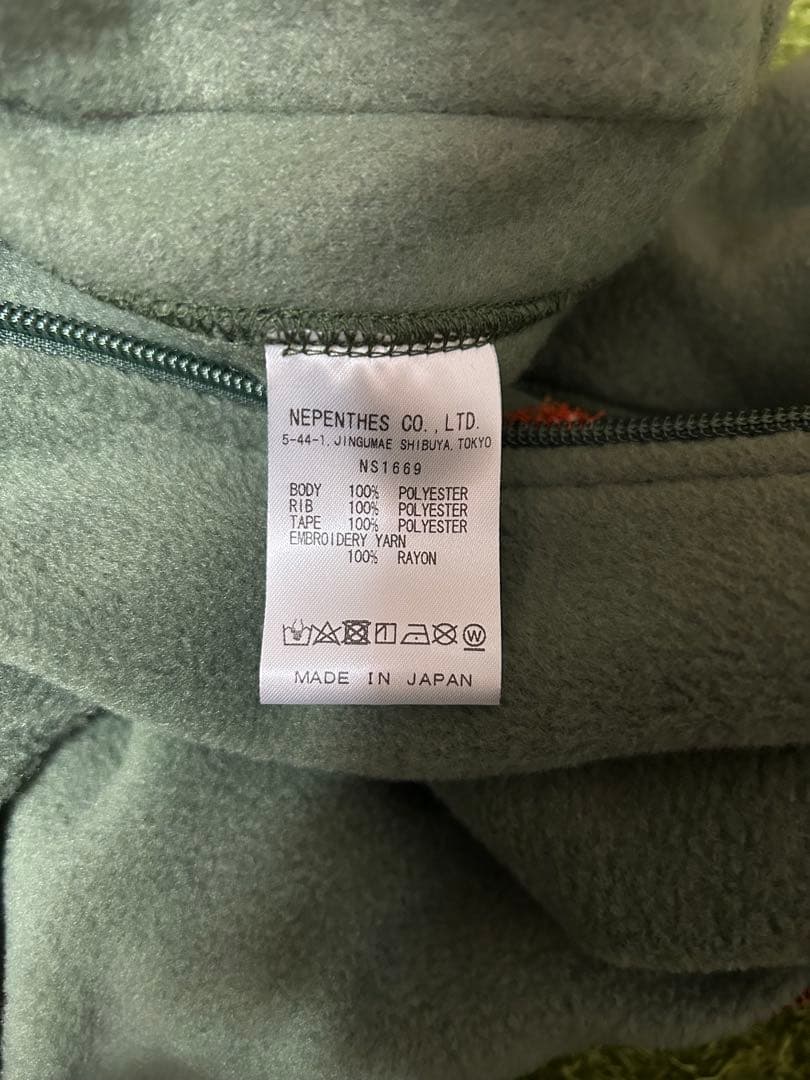 NEPENTHES CO., LTD.
5-44-1, JINGUMAE SHIBUYA, TOKYO
NS1669
BODY 100% POLYESTER
RIB 100% POLYESTER
TAPE 100% POLYESTER
EMBROIDERY YARN
100% RAYON
W
MADE IN JAPAN